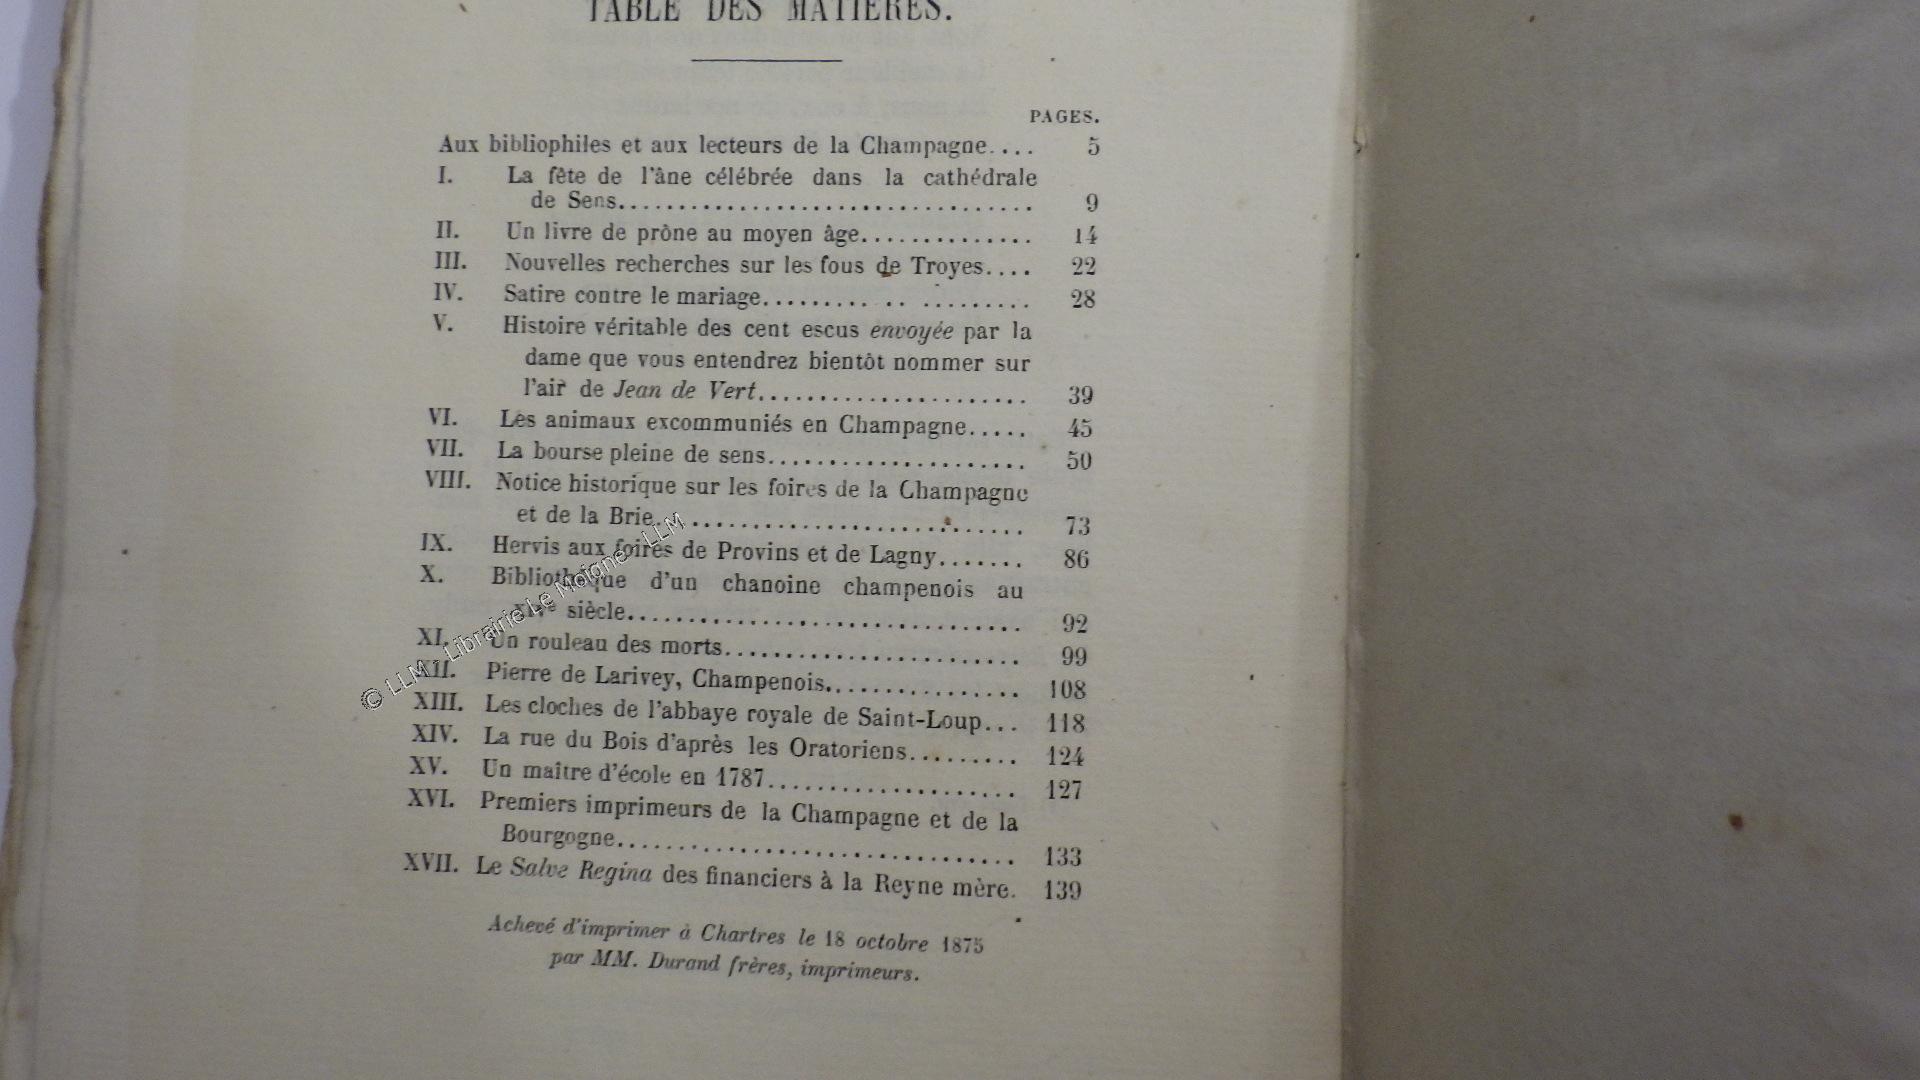 TABLE DES MATIÈRES.
PAGES.
Aux bibliophiles et aux lecteurs de la Champagne.... 5
I. La fête de l'âne célébrée dans la cathédrale
de Sens.................................. 9
II. Un livre de prône au moyen âge.............. 14
III. Nouvelles recherches sur les fous de Troyes.... 22
IV. Satire contre le mariage......... .. ......... 28
V. Histoire véritable des cent escus envoyée par la
dame que vous entendrez bientôt nommer sur
l'air de Jean de Vert...................... 39
VI. Les animaux excommuniés en Champagne..... 45
VII. La bourse pleine de sens..................... 50
VIII. Notice historique sur les foires de la Champagne
et de la Brie.............................. 73
IX. Hervis aux foires de Provins et de Lagny....... 86
X. Bibliothèque d'un chanoine champenois au
siècle................................ 92
XI. Un rouleau des morts........................ 99
XII. Pierre de Larivey, Champenois................ 108
XIII. Les cloches de l'abbaye royale de Saint-Loup... 118
XIV. La rue du Bois d'après les Oratoriens......... 124
XV. Un maître d'école en 1787.................... 127
XVI. Premiers imprimeurs de la Champagne et de la
Bourgogne................................. 133
XVII. Le Salve Regina des financiers à la Reyne mère. 139
Achevé d'imprimer à Chartres le 18 octobre 1875
par MM. Durand frères, imprimeurs.
© LLM - Librairie Le Moigne - LLM